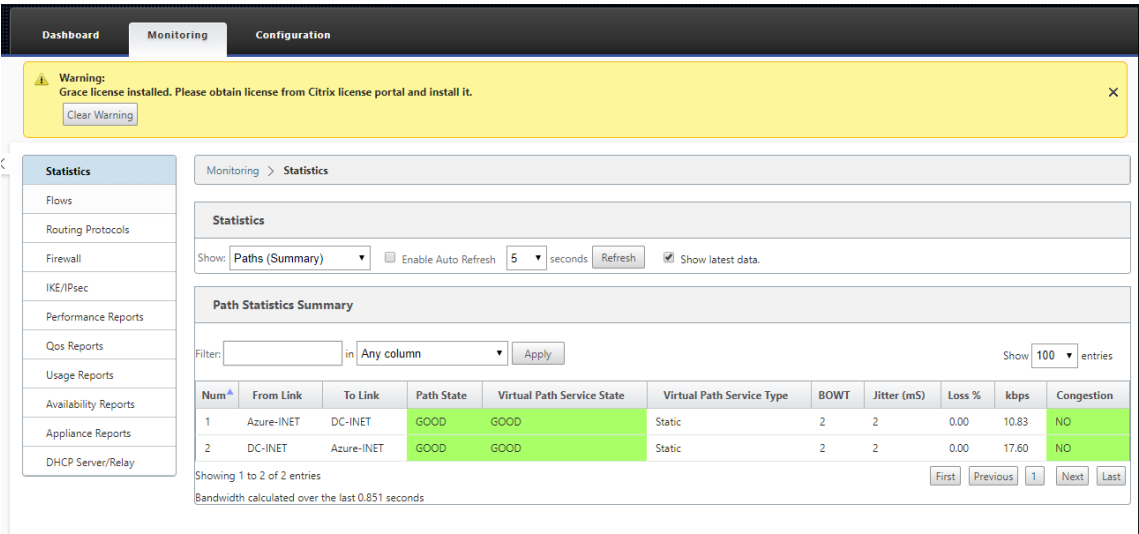 Dashboard Monitoring Configuration
Warning:
Grace license installed. Please obtain license from Citrix license portal and install it.
Clear Warning
Statistics
Flows
Routing Protocols
Firewall
IKE/IPsec
Performance Reports
Qos Reports
Usage Reports
Availability Reports
Appliance Reports
DHCP Server/Relay
Monitoring > Statistics
Statistics
Show: Paths (Summary) Enable Auto Refresh 5 seconds Refresh Show latest data.
Path Statistics Summary
Filter: in Any column Apply Show 100 entries
Num From Link To Link Path State Virtual Path Service State Virtual Path Service Type BOWT Jitter (mS) Loss % kbps Congestion
1 Azure-INET DC-INET GOOD GOOD Static 2 2 0.00 10.83 NO
2 DC-INET Azure-INET GOOD GOOD Static 2 2 0.00 17.60 NO
Showing 1 to 2 of 2 entries First Previous 1 Next Last
Bandwidth calculated over the last 0.851 seconds